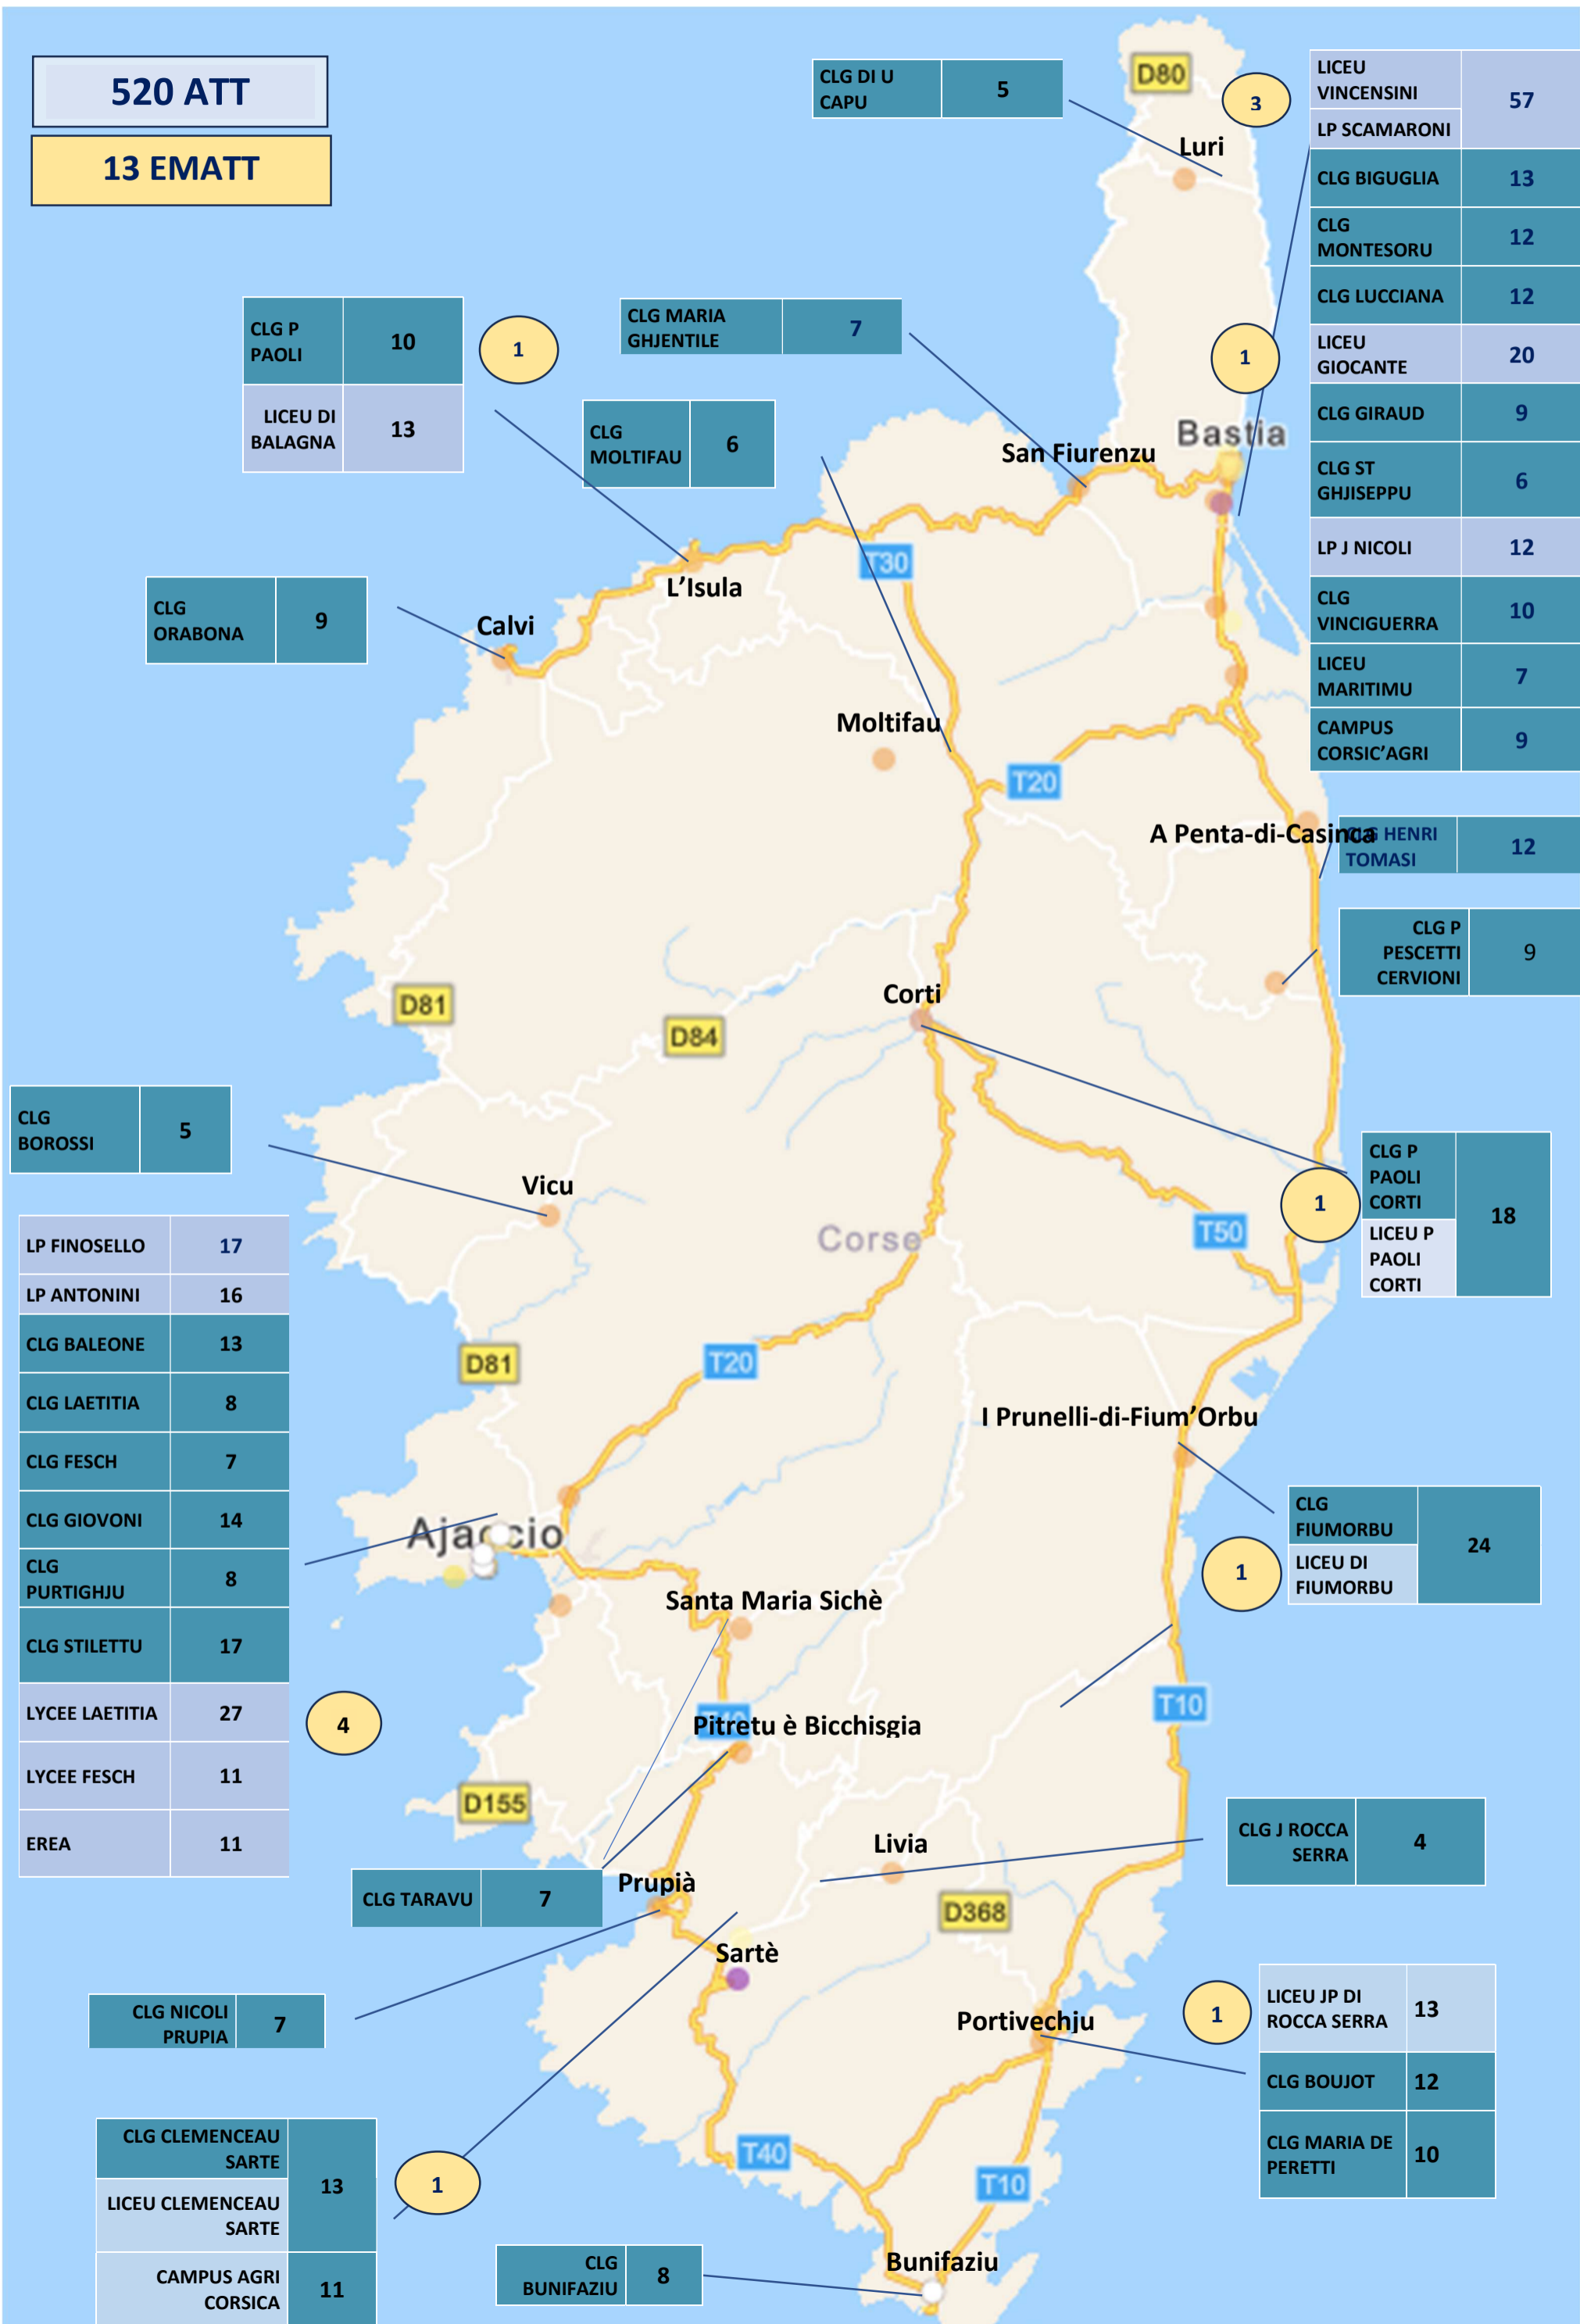 520 ATT
13 EMATT
CLG DI U
CAPU
5
D80
3
Luri
LICEU
VINCENSINI
LP SCAMARONI
57
CLG BIGUGLIA
13
CLG
MONTESORU
12
CLG LUCCIANA
12
LICEU
GIOCANTE
20
CLG GIRAUD
9
CLG ST
GHJISEPPU
6
LP J NICOLI
12
CLG
VINCIGUERRA
10
LICEU
MARITIMU
7
CAMPUS
CORSIC'AGRI
9
1
CLG P
PAOLI
10
LICEU DI
BALAGNA
13
1
CLG MARIA
GHJENTILE
7
CLG
MOLTIFAU
6
San Fiurenzu
Bastia
T30
L'Isula
CLG
ORABONA
9
Calvi
Moltifau
T20
A Penta-di-Casinca
CLG HENRI
TOMASI
12
CLG P
PESCETTI
CERVIONI
9
Corti
D81
D84
CLG
BOROSSI
5
Vicu
Corse
T50
1
CLG P
PAOLI
CORTI
LICEU P
PAOLI
CORTI
18
LP FINOSELLO
17
LP ANTONINI
16
CLG BALEONE
13
CLG LAETITIA
8
CLG FESCH
7
CLG GIOVONI
14
CLG
PURTIGHJU
8
CLG STILETTU
17
LYCEE LAETITIA
27
LYCEE FESCH
11
EREA
11
4
D81
T20
I Prunelli-di-Fium'Orbu
CLG
FIUMORBU
LICEU DI
FIUMORBU
24
1
Ajaccio
Santa Maria Sichè
T40
Pitretu è Bicchisgia
T10
D155
Livia
CLG J ROCCA
SERRA
4
CLG TARAVU
7
Prupià
D368
Sartè
CLG NICOLI
PRUPIA
7
Portivechju
1
LICEU JP DI
ROCCA SERRA
13
CLG BOUJOT
12
CLG MARIA DE
PERETTI
10
CLG CLEMENCEAU
SARTE
LICEU CLEMENCEAU
SARTE
13
CAMPUS AGRI
CORSICA
11
1
T40
T10
CLG
BUNIFAZIU
8
Bunifaziu